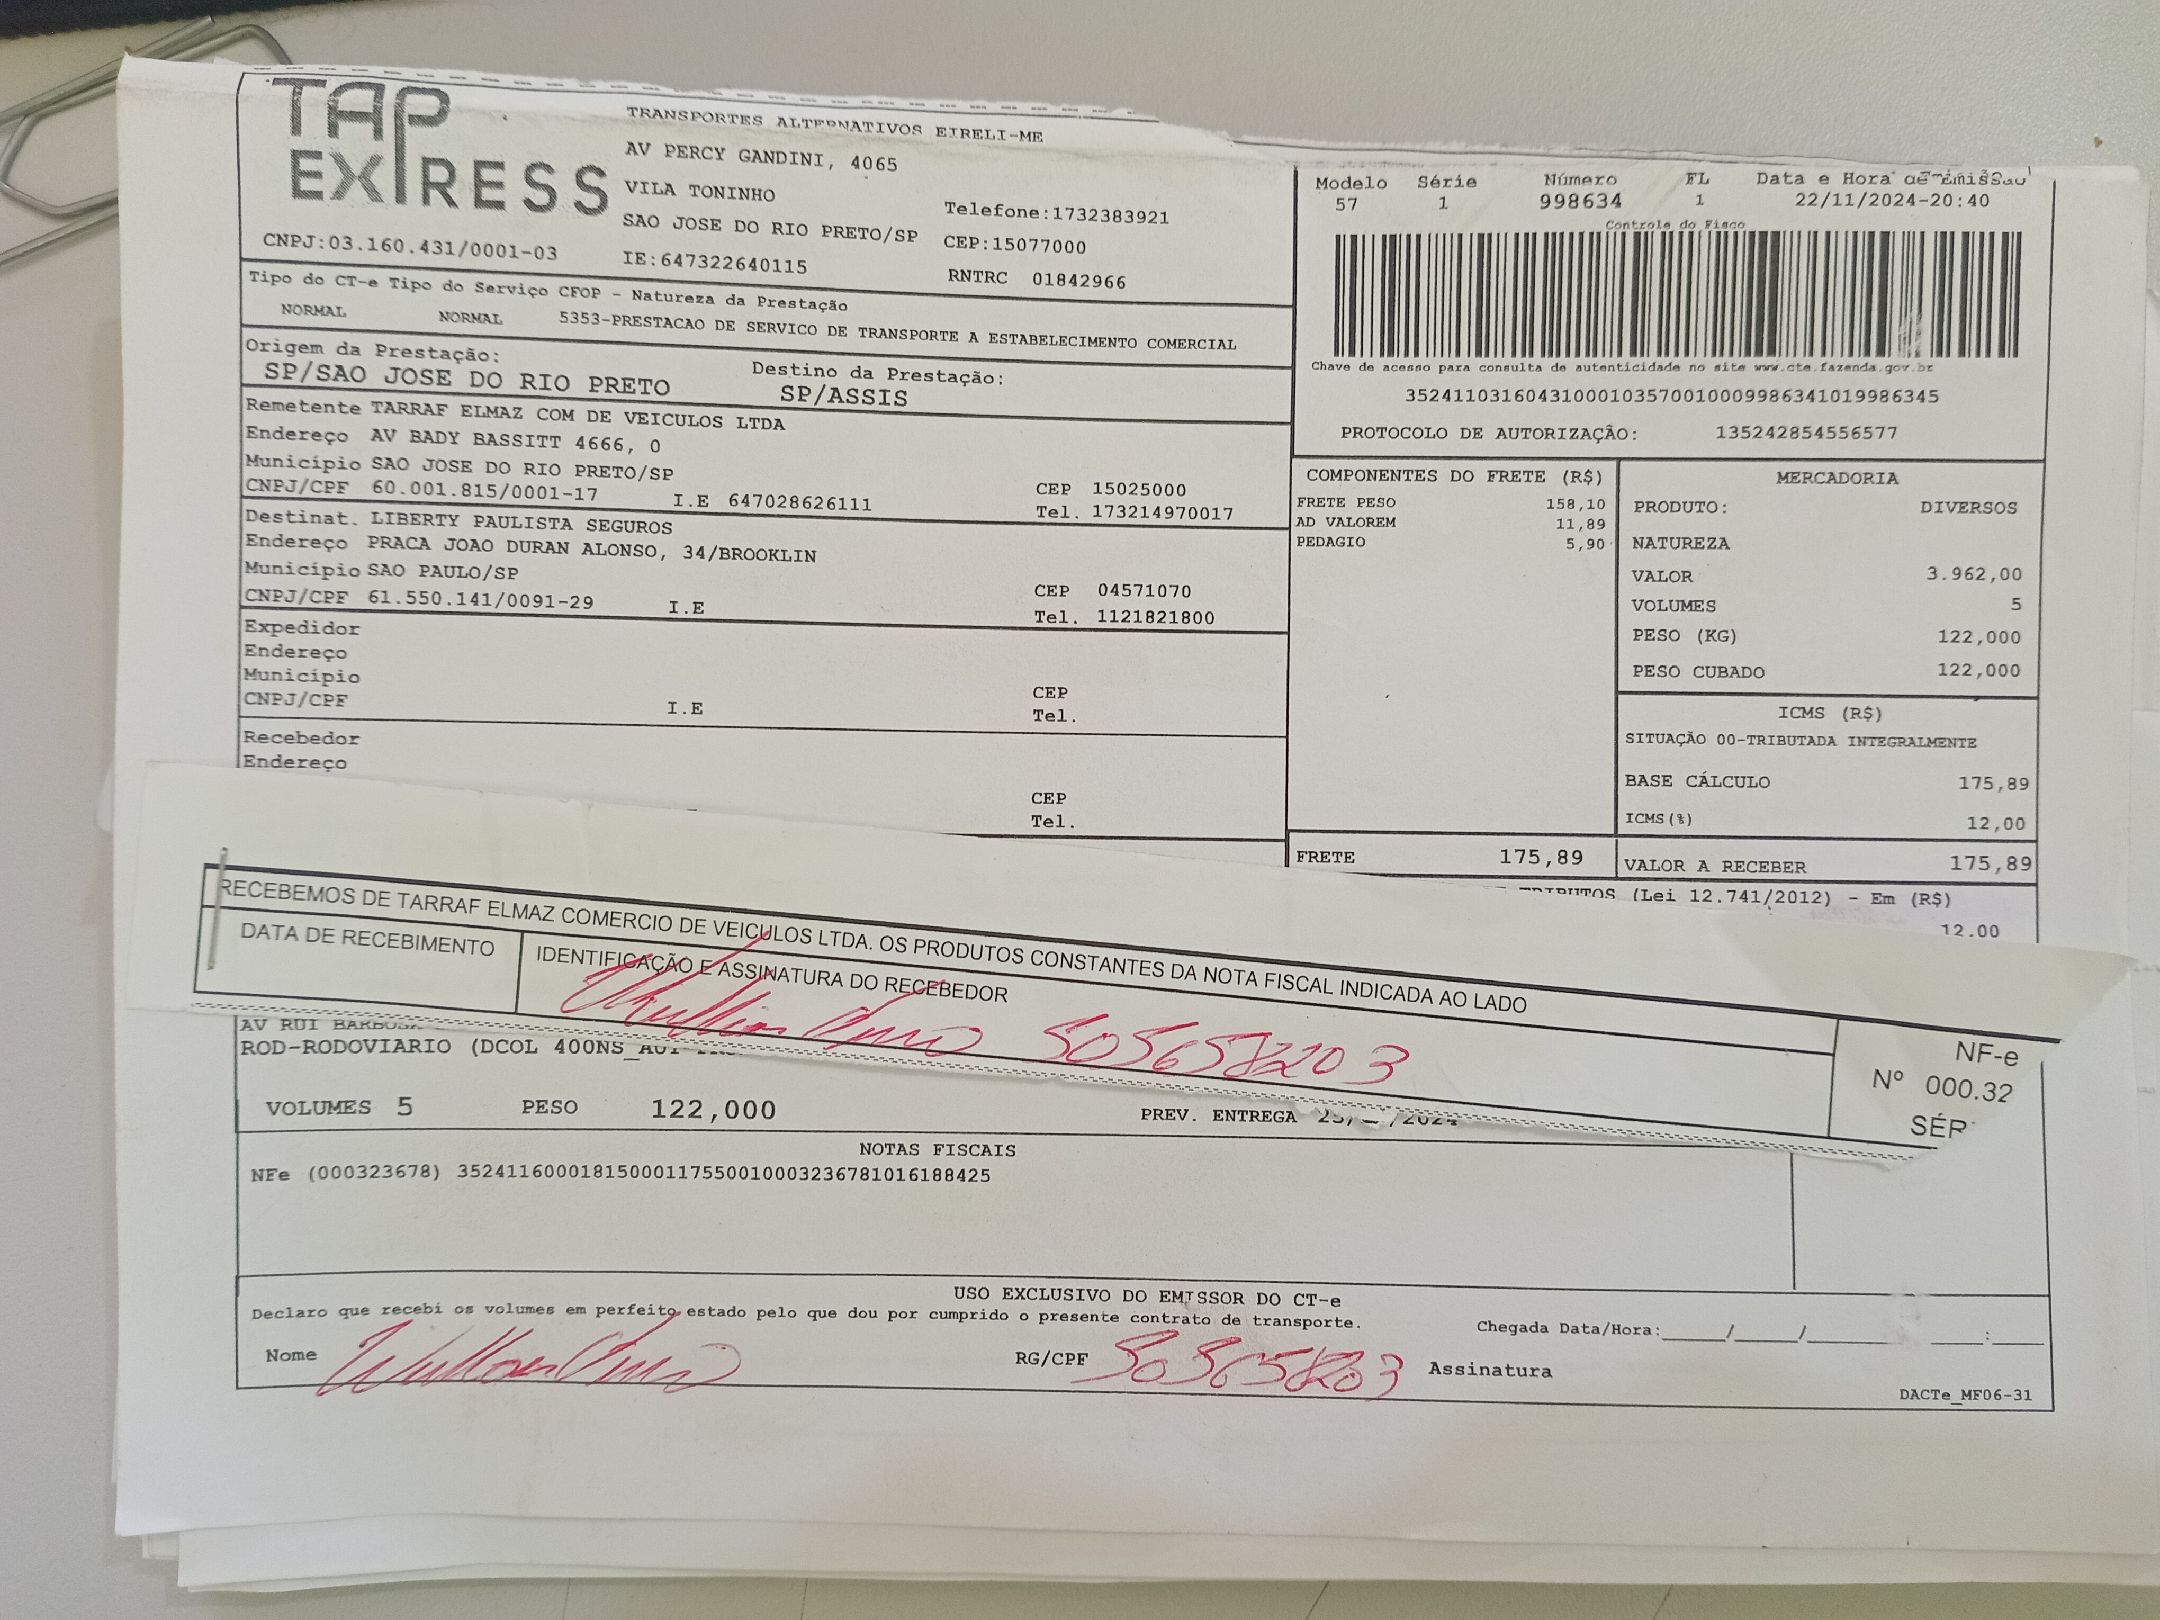 TAP
EXPRESS
TRANSPORTES ALTERNATIVOS EIRELI-ME
AV PERCY GANDINI, 4065
VILA TONINHO
Telefone:1732383921
SAO JOSE DO RIO PRETO/SP CEP:15077000
CNPJ:03.160.431/0001-03 IE:647322640115 RNTRC 01842966
Modelo Série Número FL Data e Hora de Emissão
57 1 998634 1 22/11/2024-20:40
Controle do Fisco
Tipo do CT-e Tipo do Serviço CFOP - Natureza da Prestação
NORMAL NORMAL 5353-PRESTACAO DE SERVICO DE TRANSPORTE A ESTABELECIMENTO COMERCIAL
Chave de acesso para consulta de autenticidade no site www.cte.fazenda.gov.br
35241103160431000103570010009986341019986345
PROTOCOLO DE AUTORIZAÇÃO: 135242854556577
Origem da Prestação: Destino da Prestação:
SP/SAO JOSE DO RIO PRETO SP/ASSIS
Remetente TARRAF ELMAZ COM DE VEICULOS LTDA
Endereço AV BADY BASSITT 4666, 0
Município SAO JOSE DO RIO PRETO/SP CEP 15025000
CNPJ/CPF 60.001.815/0001-17 I.E 647028626111 Tel. 173214970017
Destinat. LIBERTY PAULISTA SEGUROS
Endereço PRACA JOAO DURAN ALONSO, 34/BROOKLIN
Município SAO PAULO/SP CEP 04571070
CNPJ/CPF 61.550.141/0091-29 I.E Tel. 1121821800
Expedidor
Endereço
Município CEP
CNPJ/CPF I.E Tel.
Recebedor
Endereço
CEP
Tel.
COMPONENTES DO FRETE (R$)
FRETE PESO 158,10
AD VALOREM 11,89
PEDAGIO 5,90
MERCADORIA
PRODUTO: DIVERSOS
NATUREZA
VALOR 3.962,00
VOLUMES 5
PESO (KG) 122,000
PESO CUBADO 122,000
ICMS (R$)
SITUAÇÃO 00-TRIBUTADA INTEGRALMENTE
BASE CÁLCULO 175,89
ICMS(%) 12,00
FRETE 175,89 VALOR A RECEBER 175,89
TRIBUTOS (Lei 12.741/2012) - Em (R$)
12.00
RECEBEMOS DE TARRAF ELMAZ COMERCIO DE VEICULOS LTDA. OS PRODUTOS CONSTANTES DA NOTA FISCAL INDICADA AO LADO
DATA DE RECEBIMENTO IDENTIFICAÇÃO E ASSINATURA DO RECEBEDOR
NF-e
Nº 000.32
SÉR
AV RUI BARBOSA
ROD-RODOVIARIO (DCOL 400NS_AUT
VOLUMES 5 PESO 122,000 PREV. ENTREGA /2024
NOTAS FISCAIS
NFe (000323678) 35241160001815000117550010003236781016188425
USO EXCLUSIVO DO EMISSOR DO CT-e
Declaro que recebi os volumes em perfeito estado pelo que dou por cumprido o presente contrato de transporte. Chegada Data/Hora:____/____/____ :____
Nome RG/CPF Assinatura
DACTe_MF06-31